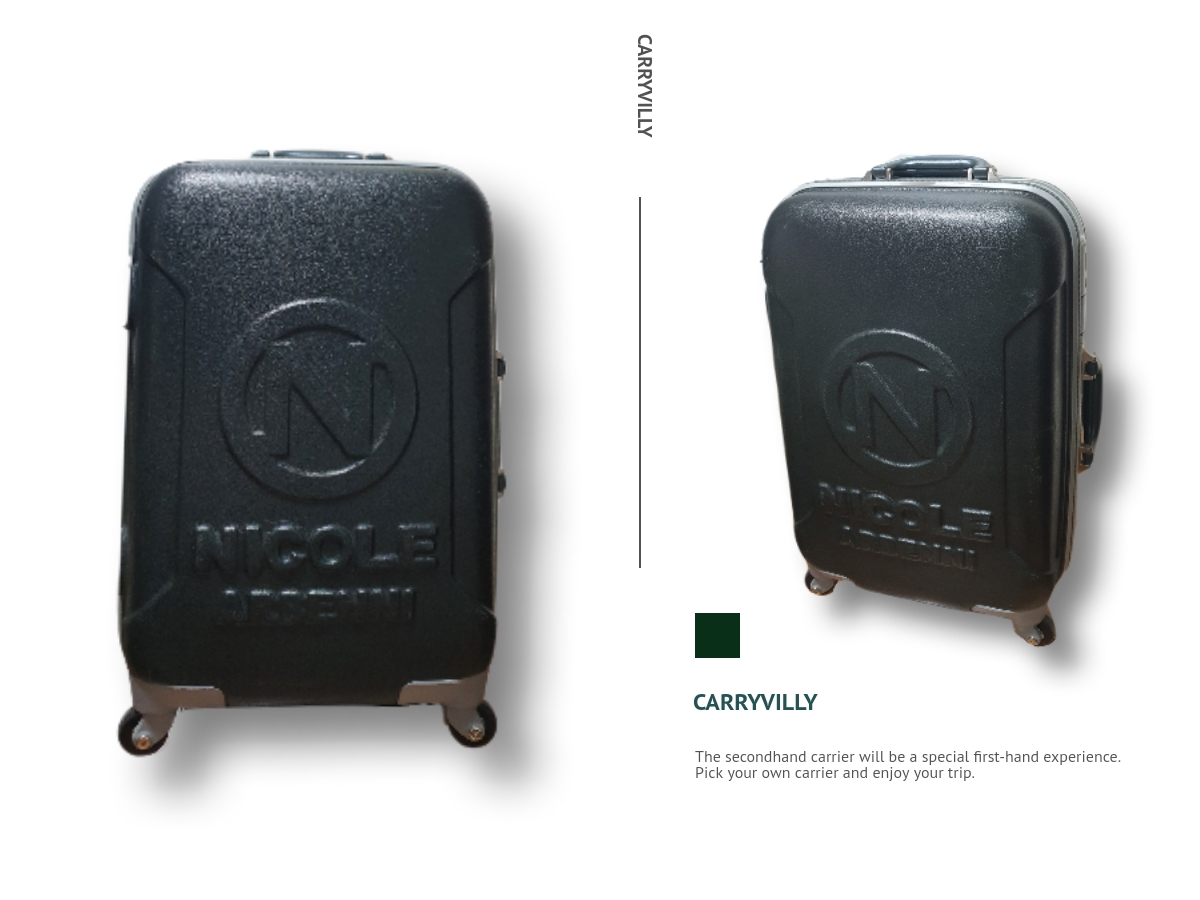 CARRYVILLY
N
NICOLE
N
NICOLE
CARRYVILLY
The secondhand carrier will be a special first-hand experience.
Pick your own carrier and enjoy your trip.